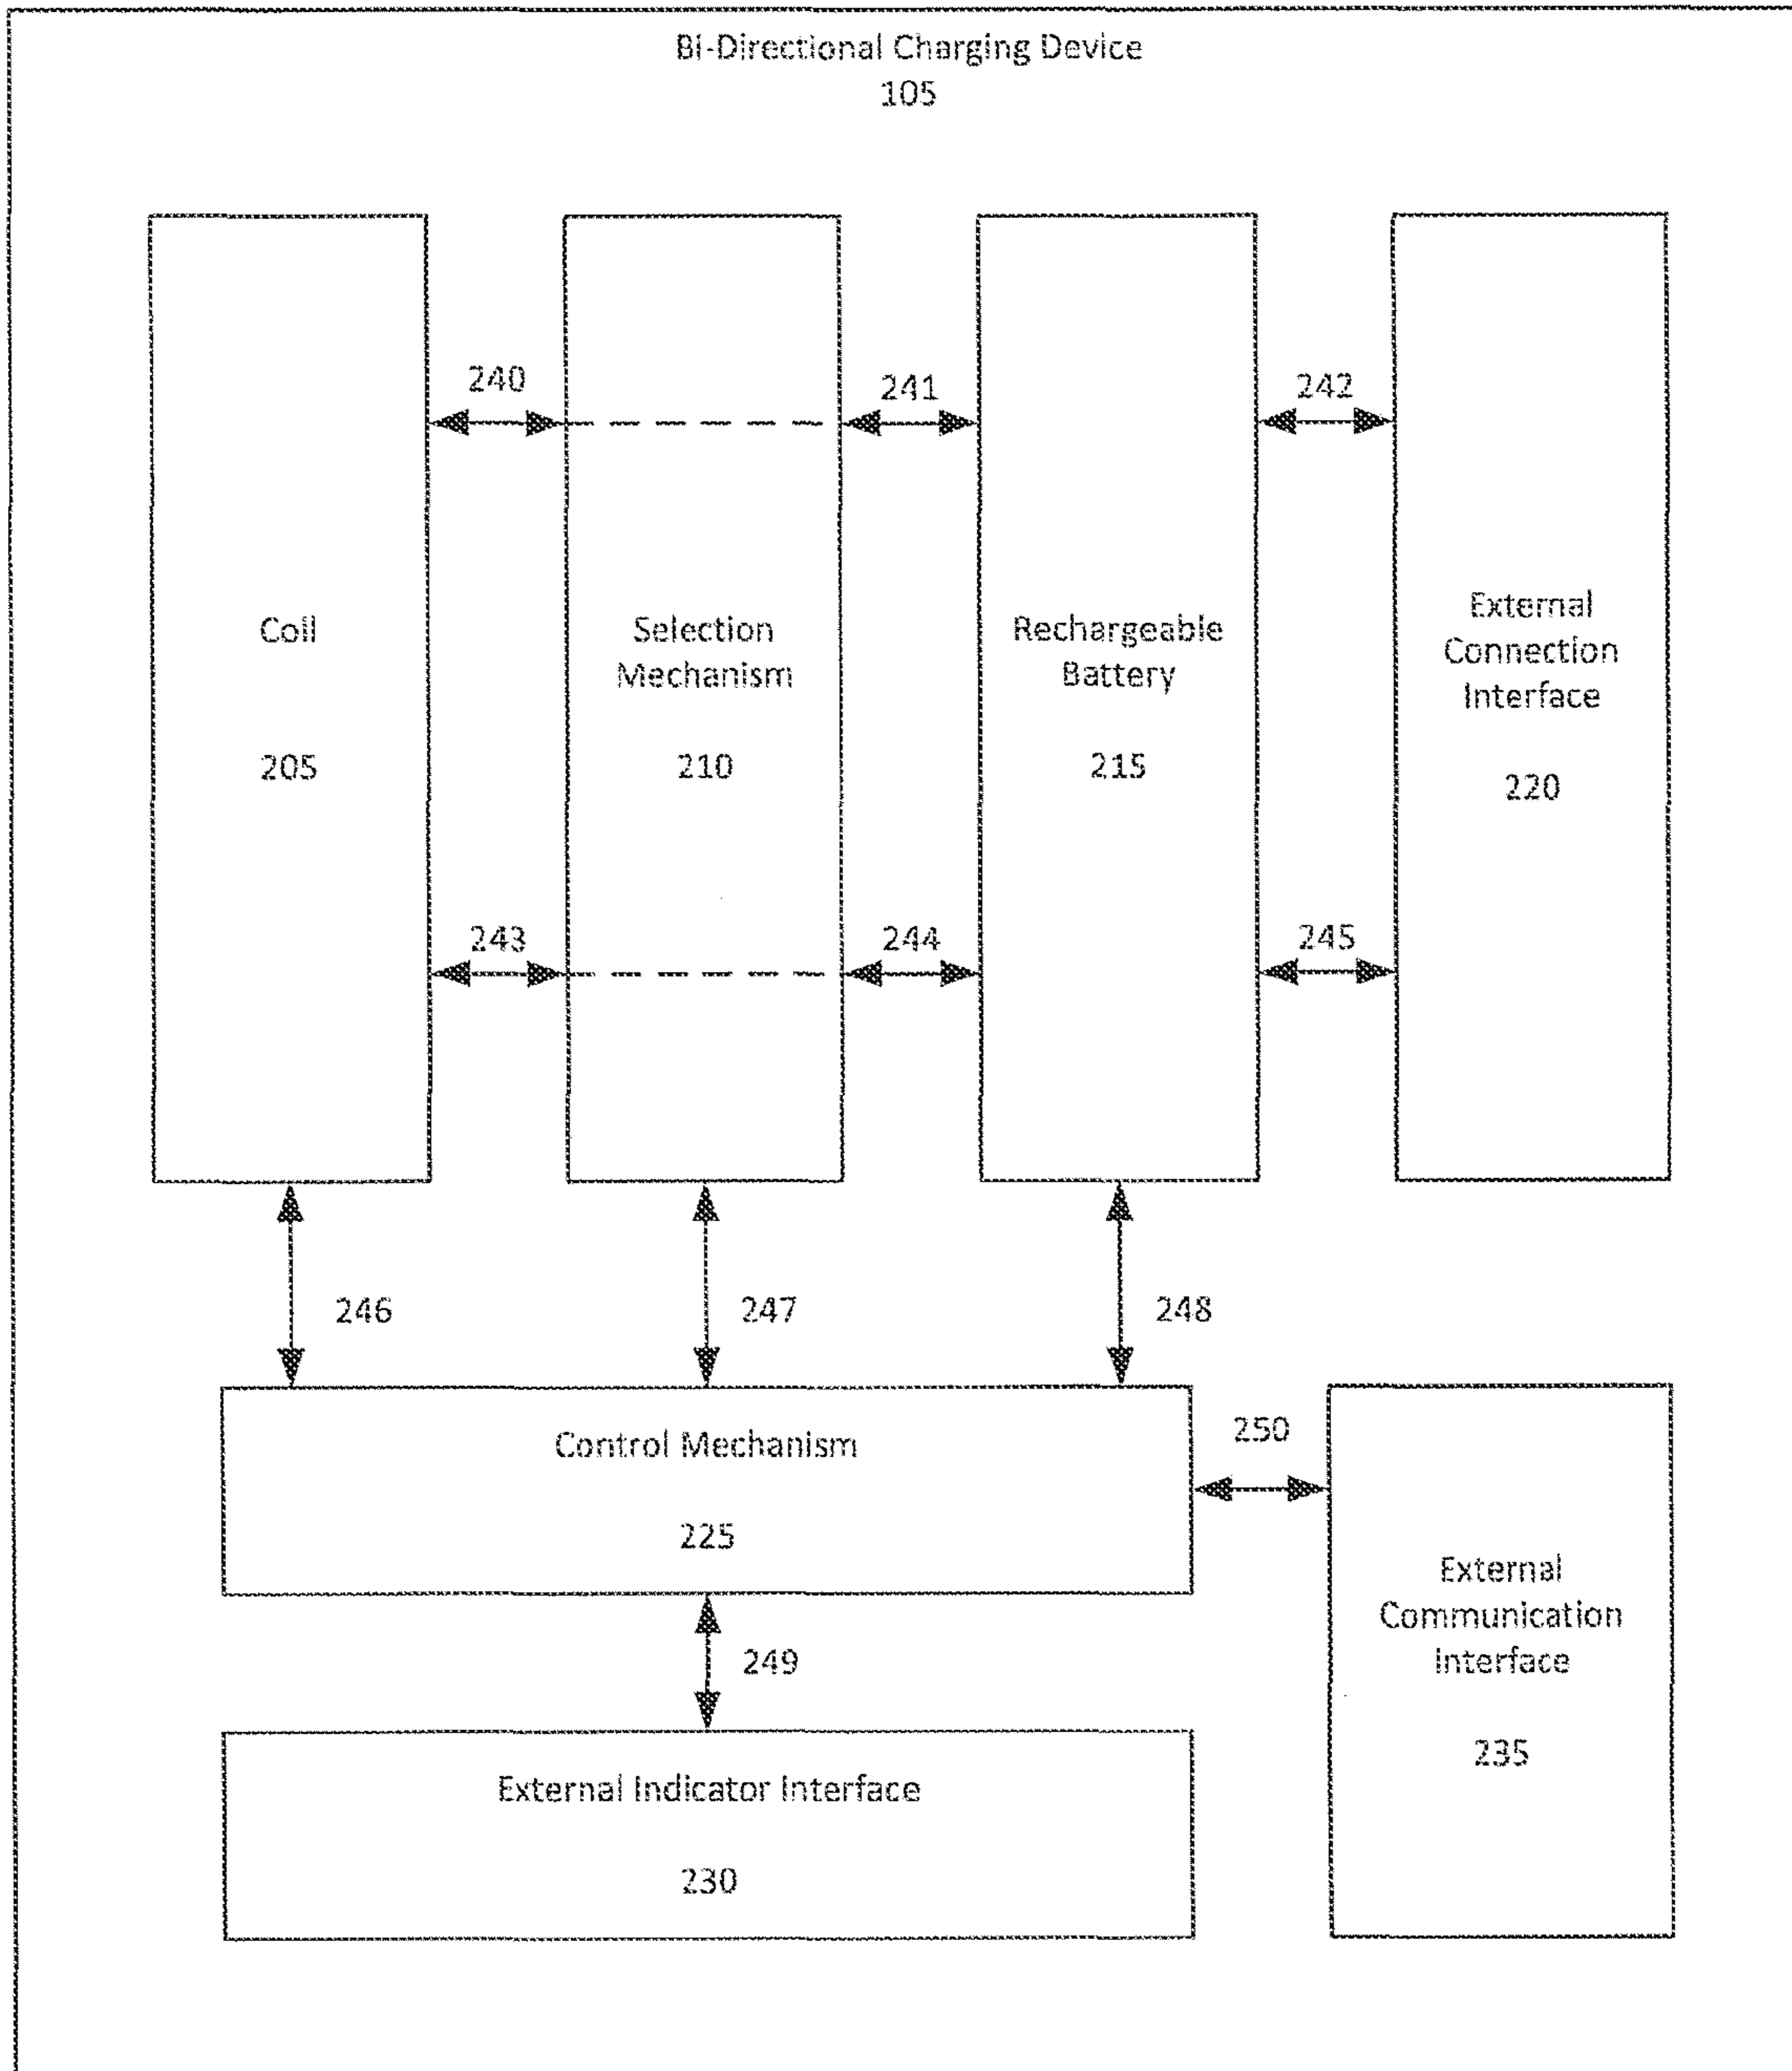 Bi-Directional Charging Device
105
240
241
242
Coil
205
Selection
Mechanism
210
Rechargeable
Battery
215
External
Connection
Interface
220
243
244
245
246
247
248
Control Mechanism
225
250
249
External Indicator Interface
230
External
Communication
Interface
235